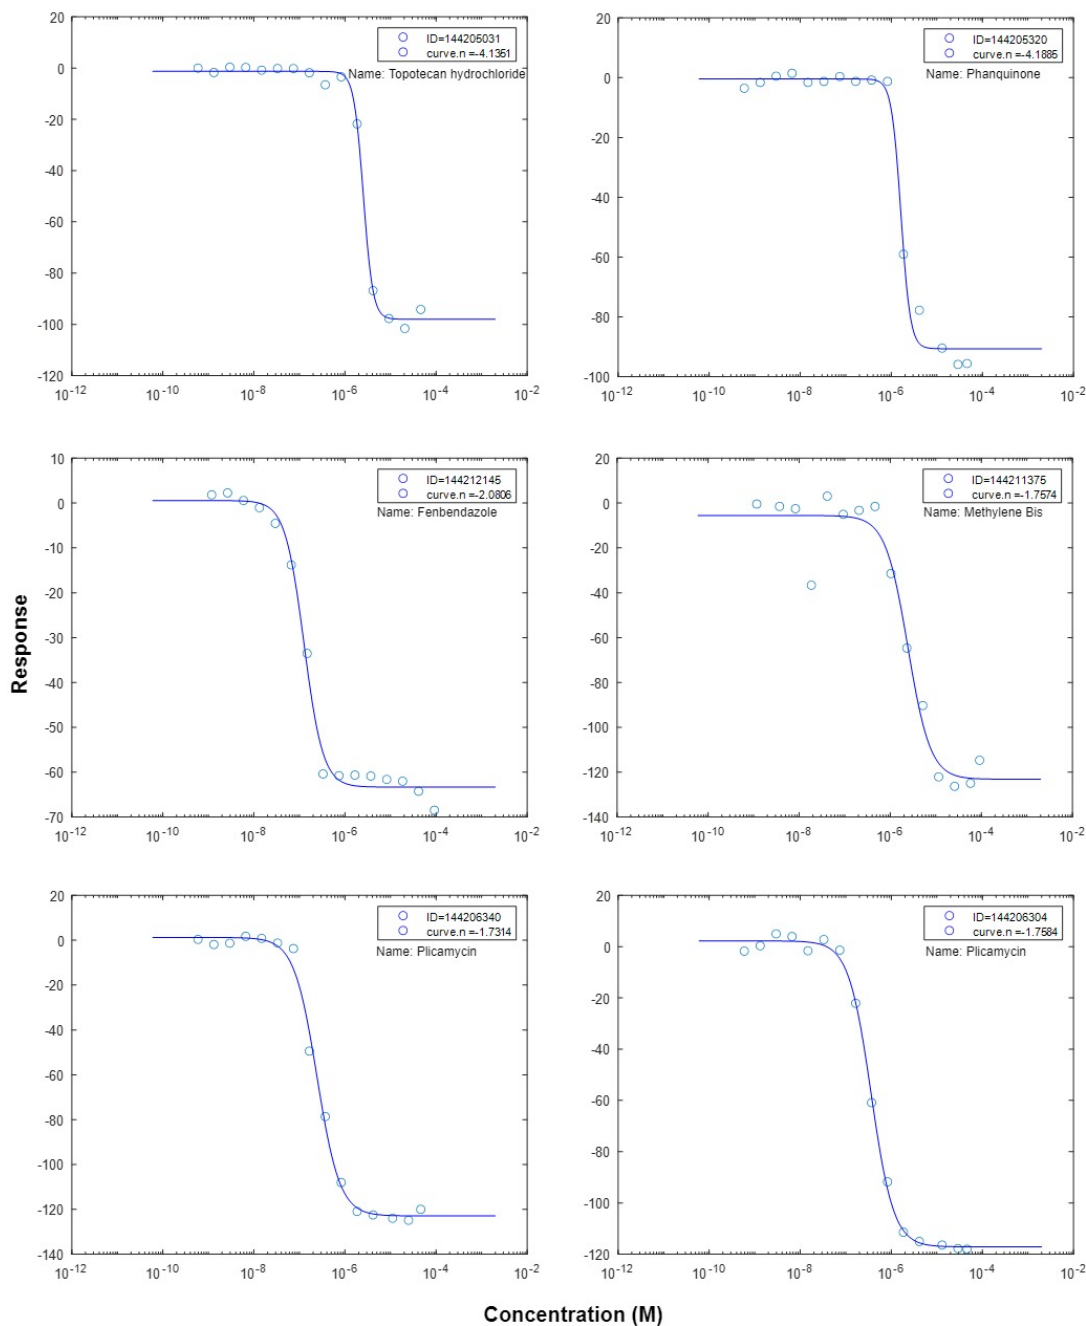 20
0
-20
-40
-60
-80
-100
-120
10⁻¹² 10⁻¹⁰ 10⁻⁸ 10⁻⁶ 10⁻⁴ 10⁻²
ID=144205031
curve.n =-4.1361
Name: Topotecan hydrochloride
20
0
-20
-40
-60
-80
-100
10⁻¹² 10⁻¹⁰ 10⁻⁸ 10⁻⁶ 10⁻⁴ 10⁻²
ID=144205320
curve.n =-4.1885
Name: Phanquinone
10
0
-10
-20
-30
-40
-50
-60
-70
10⁻¹² 10⁻¹⁰ 10⁻⁸ 10⁻⁶ 10⁻⁴ 10⁻²
ID=144212145
curve.n =-2.0806
Name: Fenbendazole
20
0
-20
-40
-60
-80
-100
-120
-140
10⁻¹² 10⁻¹⁰ 10⁻⁸ 10⁻⁶ 10⁻⁴ 10⁻²
ID=144211375
curve.n =-1.7574
Name: Methylene Bis
Response
20
0
-20
-40
-60
-80
-100
-120
-140
10⁻¹² 10⁻¹⁰ 10⁻⁸ 10⁻⁶ 10⁻⁴ 10⁻²
ID=144206340
curve.n =-1.7314
Name: Plicamycin
20
0
-20
-40
-60
-80
-100
-120
10⁻¹² 10⁻¹⁰ 10⁻⁸ 10⁻⁶ 10⁻⁴ 10⁻²
ID=144206304
curve.n =-1.7584
Name: Plicamycin
Concentration (M)